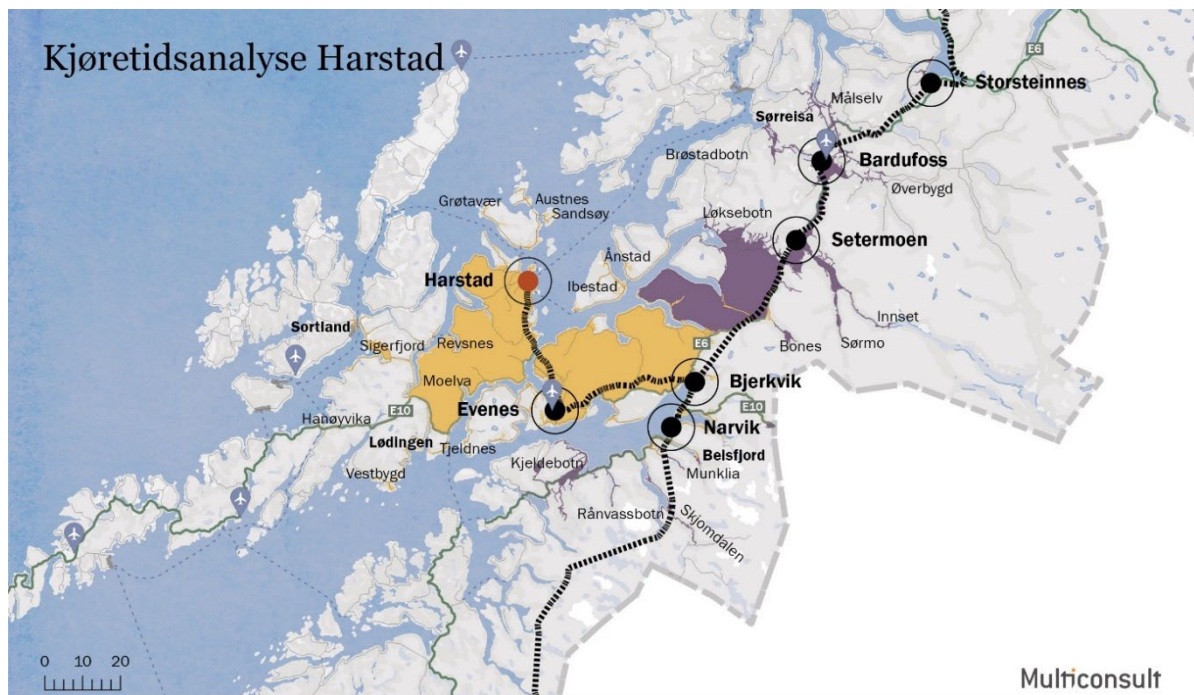 Kjøretidsanalyse Harstad
E6
Storsteinnes
Målselv
Sørreisa
Brøstadbotn
Bardufoss
Øverbygd
Austnes
Grøtavær
Sandsøy
Løksebotn
Setermoen
Ånstad
Harstad
Ibestad
Innset
Sortland
Sørmo
Sigerfjord
Revsnes
E6
Bones
Moelva
Bjerkvik
Evenes
E10
E10
Hanøyvika
Narvik
Lødingen
Tjeldnes
Beisfjord
Kjeldebotn
Vestbygd
Munklia
Rånvassbotn
Skjomdalen
0 10 20
Multiconsult